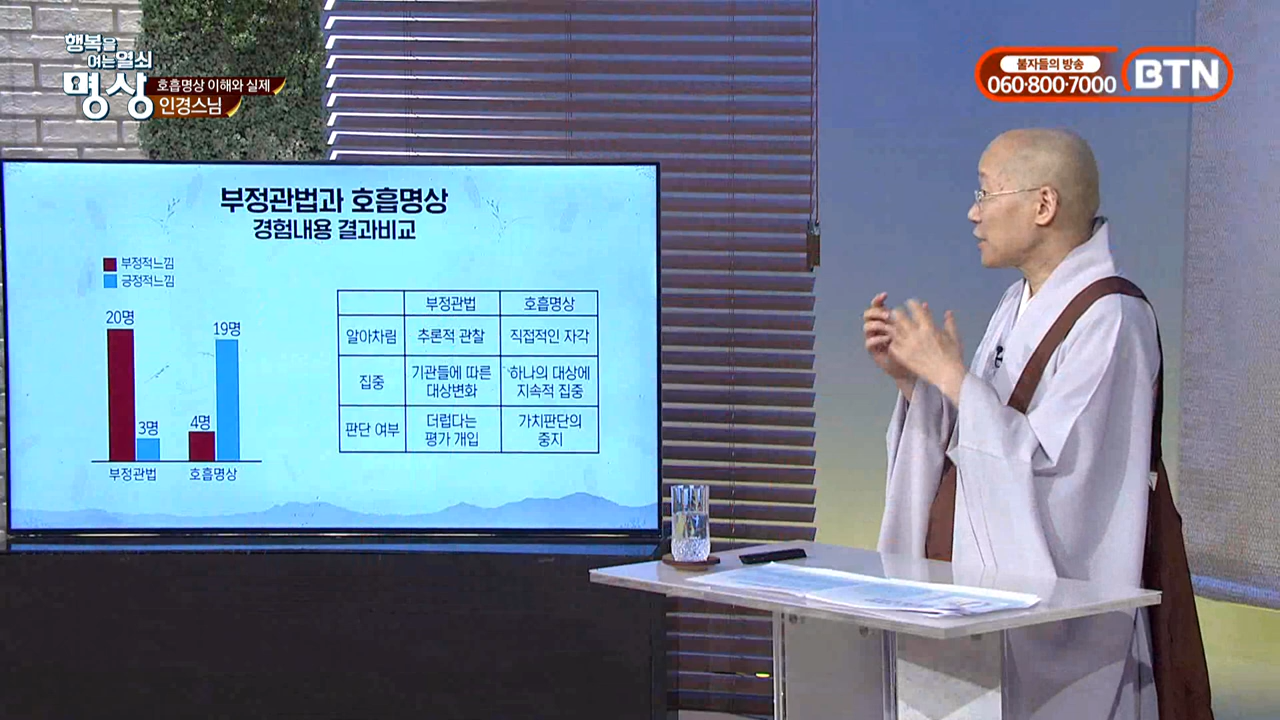 행복을
여는열쇠
명상
호흡명상 이해와 실제
인경스님
불자들의 방송
060·800·7000
BTN
부정관법과 호흡명상
경험내용 결과비교
부정적느낌
긍정적느낌
20명
3명
4명
19명
부정관법
호흡명상
부정관법 호흡명상
알아차림 추론적 관찰 직접적인 자각
집중 기관들에 따른 대상변화 하나의 대상에 지속적 집중
판단 여부 더럽다는 평가 개입 가치판단의 중지